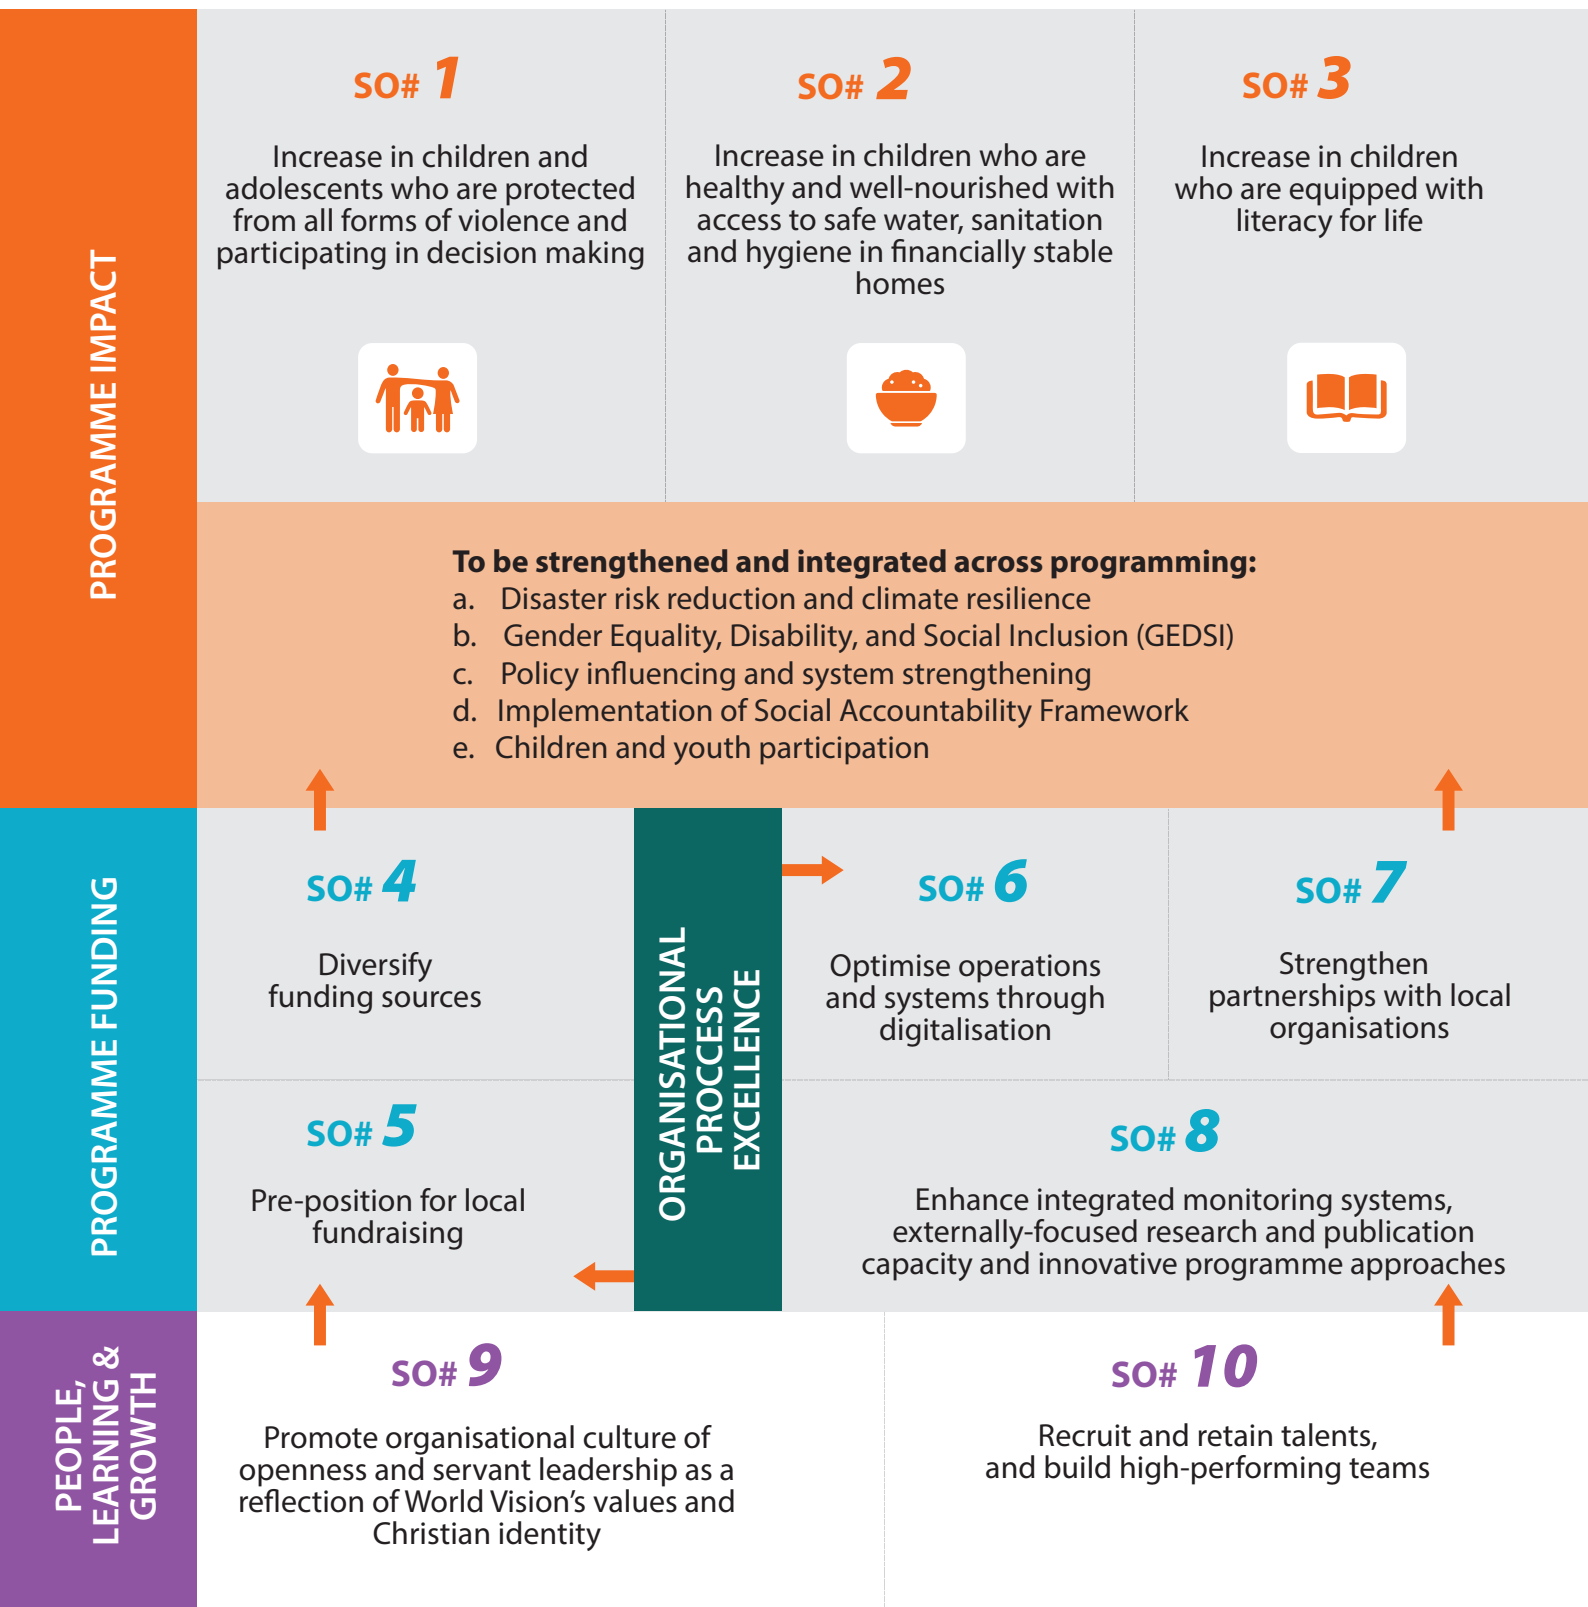 PROGRAMME IMPACT
SO# 1
Increase in children and
adolescents who are protected
from all forms of violence and
participating in decision making
SO# 2
Increase in children who are
healthy and well-nourished with
access to safe water, sanitation
and hygiene in financially stable
homes
SO# 3
Increase in children
who are equipped with
literacy for life
To be strengthened and integrated across programming:
a. Disaster risk reduction and climate resilience
b. Gender Equality, Disability, and Social Inclusion (GEDSI)
c. Policy influencing and system strengthening
d. Implementation of Social Accountability Framework
e. Children and youth participation
PROGRAMME FUNDING
SO# 4
Diversify
funding sources
SO# 5
Pre-position for local
fundraising
ORGANISATIONAL
PROCCESS
EXCELLENCE
SO# 6
Optimise operations
and systems through
digitalisation
SO# 7
Strengthen
partnerships with local
organisations
SO# 8
Enhance integrated monitoring systems,
externally-focused research and publication
capacity and innovative programme approaches
PEOPLE,
LEARNING &
GROWTH
SO# 9
Promote organisational culture of
openness and servant leadership as a
reflection of World Vision’s values and
Christian identity
SO# 10
Recruit and retain talents,
and build high-performing teams